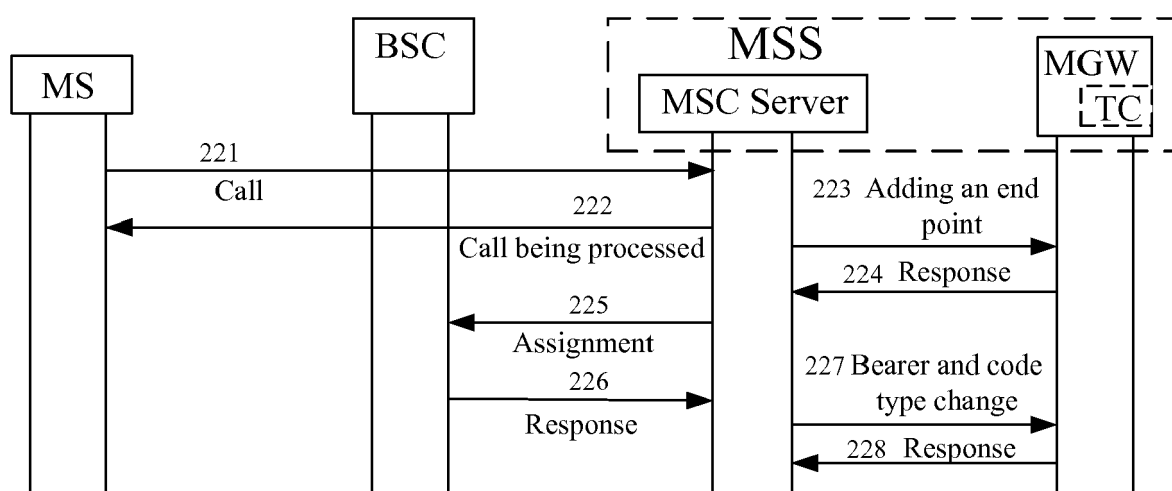 MS
BSC
MSS
MSC Server
MGW
TC
221
Call
222
Call being processed
223 Adding an end
point
224 Response
225
Assignment
226
Response
227 Bearer and code
type change
228 Response